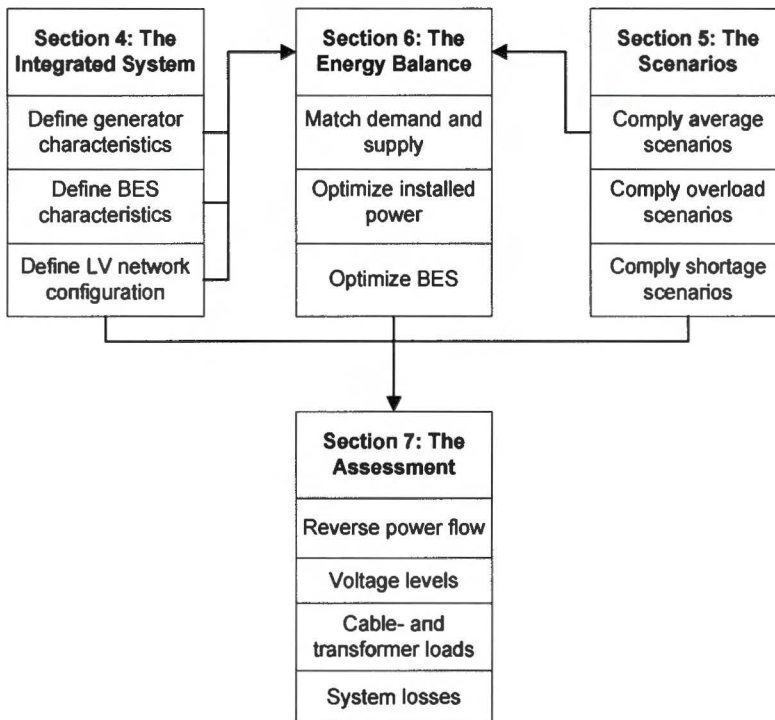 Section 4: The
Integrated System
Define generator
characteristics
Define BES
characteristics
Define LV network
configuration
Section 6: The
Energy Balance
Match demand and
supply
Optimize installed
power
Optimize BES
Section 5: The
Scenarios
Comply average
scenarios
Comply overload
scenarios
Comply shortage
scenarios
Section 7: The
Assessment
Reverse power flow
Voltage levels
Cable- and
transformer loads
System losses